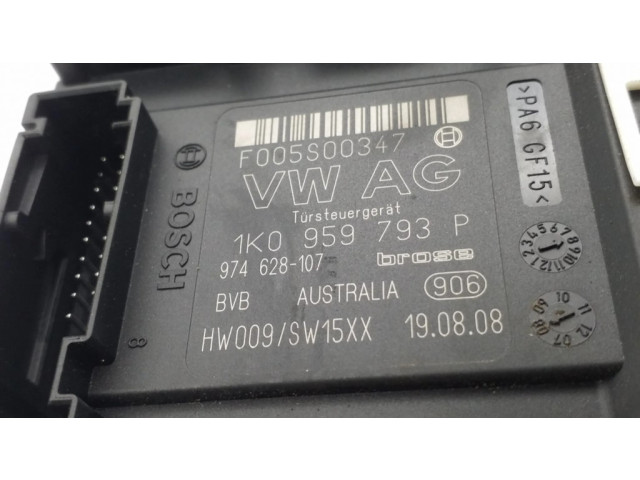 F005S00347
VW AG
Türsteuergerät
1K0 959 793 P
974 628-107 brose
BVB AUSTRALIA 906
HW009/SW15XX 19.08.08
BOSCH
8
>PA6 GF15<